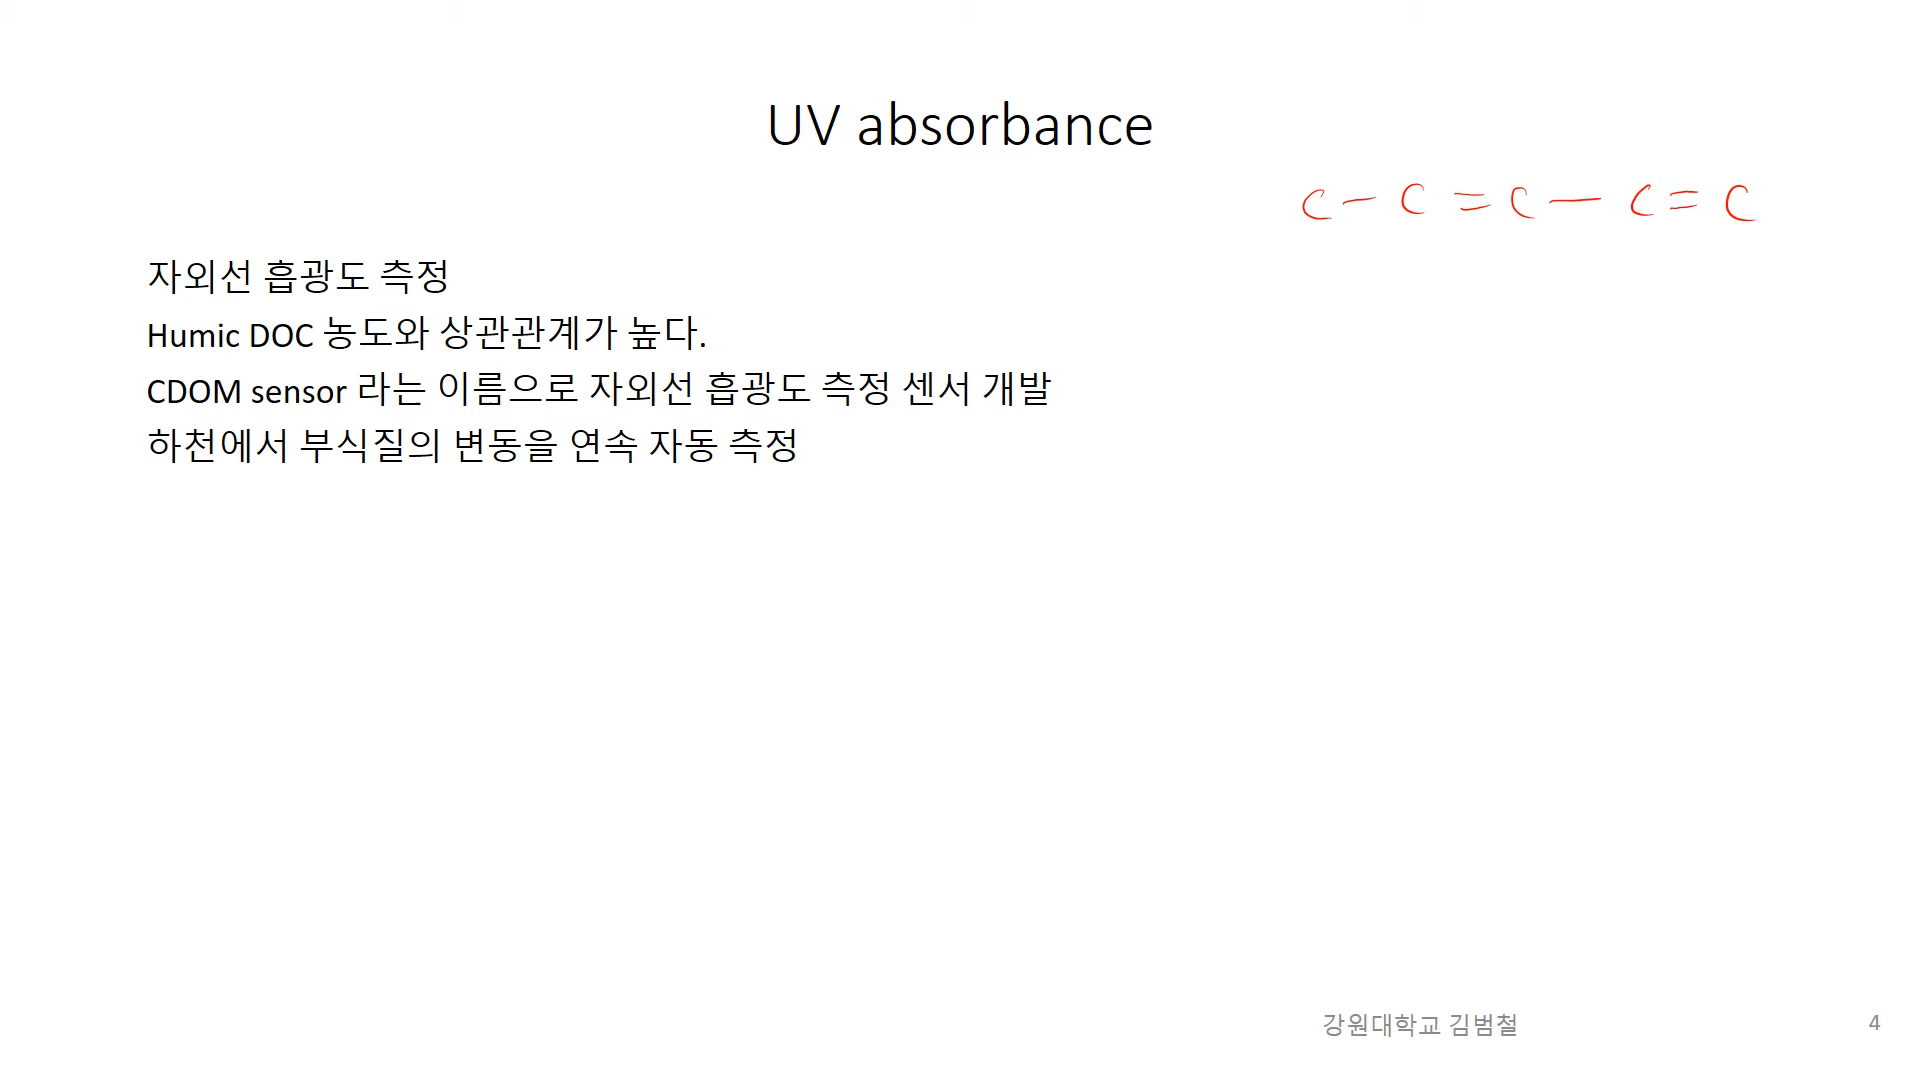 UV absorbance
c - c = c - c = c
자외선 흡광도 측정
Humic DOC 농도와 상관관계가 높다.
CDOM sensor 라는 이름으로 자외선 흡광도 측정 센서 개발
하천에서 부식질의 변동을 연속 자동 측정
강원대학교 김범철
4